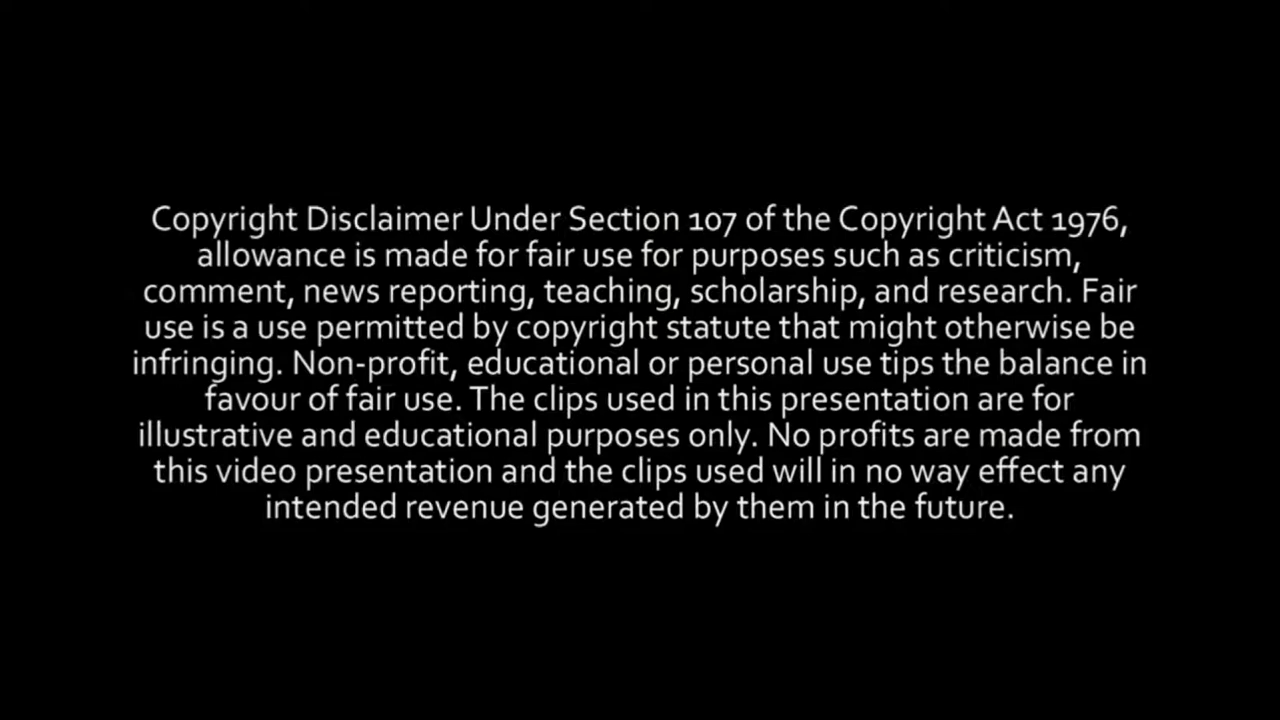 Copyright Disclaimer Under Section 107 of the Copyright Act 1976,
allowance is made for fair use for purposes such as criticism,
comment, news reporting, teaching, scholarship, and research. Fair
use is a use permitted by copyright statute that might otherwise be
infringing. Non-profit, educational or personal use tips the balance in
favour of fair use. The clips used in this presentation are for
illustrative and educational purposes only. No profits are made from
this video presentation and the clips used will in no way effect any
intended revenue generated by them in the future.